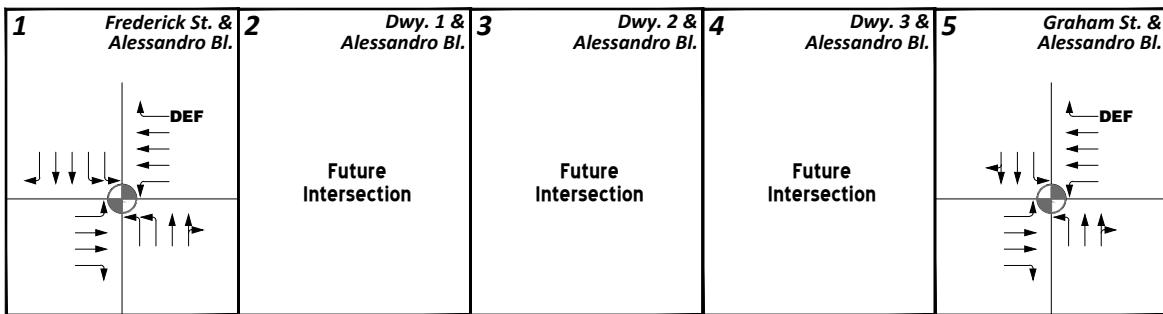 1
Frederick St. &
Alessandro Bl.
DEF
2
Dwy. 1 &
Alessandro Bl.
Future
Intersection
3
Dwy. 2 &
Alessandro Bl.
Future
Intersection
4
Dwy. 3 &
Alessandro Bl.
Future
Intersection
5
Graham St. &
Alessandro Bl.
DEF